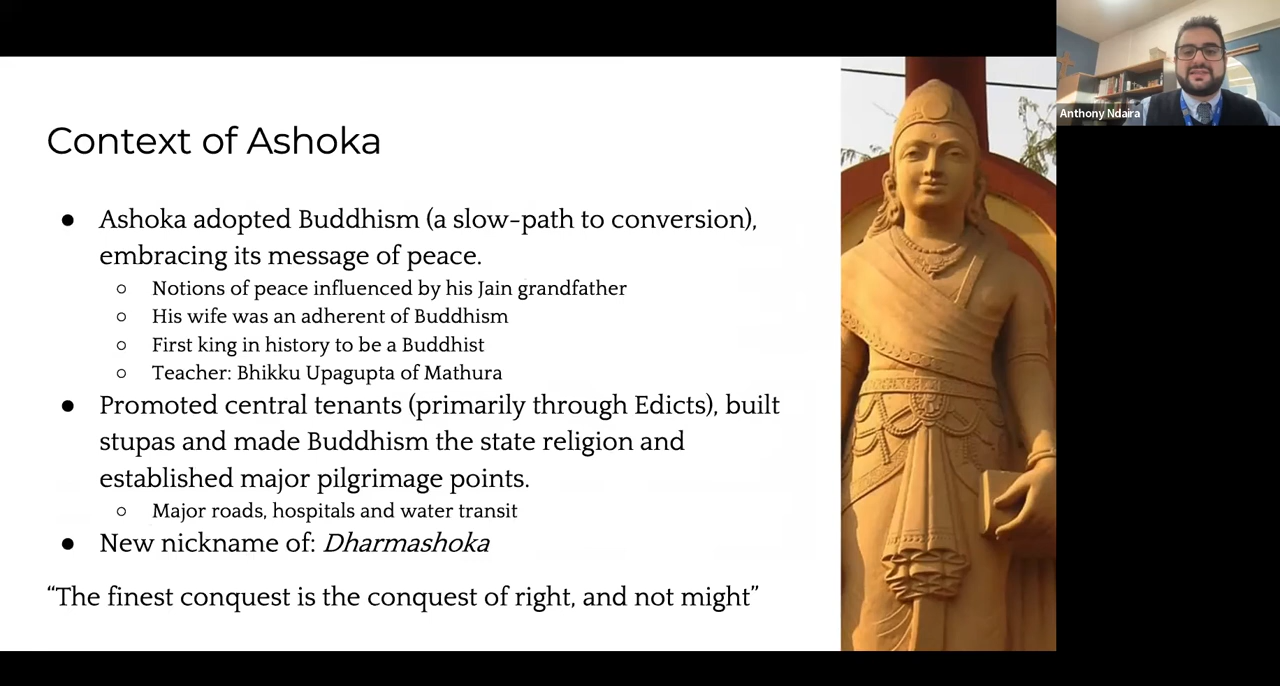 Context of Ashoka
● Ashoka adopted Buddhism (a slow-path to conversion),
embracing its message of peace.
○ Notions of peace influenced by his Jain grandfather
○ His wife was an adherent of Buddhism
○ First king in history to be a Buddhist
○ Teacher: Bhikku Upagupta of Mathura
● Promoted central tenants (primarily through Edicts), built
stupas and made Buddhism the state religion and
established major pilgrimage points.
○ Major roads, hospitals and water transit
● New nickname of: Dharmashoka
“The finest conquest is the conquest of right, and not might”
Anthony Ndaira